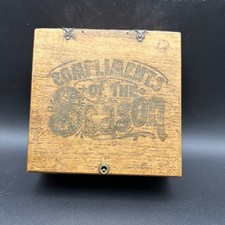 COMPLIMENTS
OF THE
Season